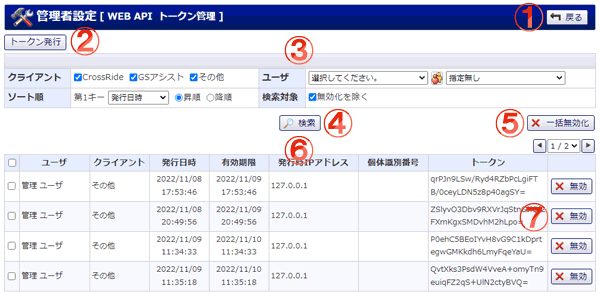 管理者設定 [ WEB API トークン管理 ]
① 戻る
トークン発行 ②
③
クライアント CrossRide GSアシスト その他 ユーザ 選択してください。 指定無し
ソート順 第1キー 発行日時 昇順 降順 検索対象 無効化を除く
検索 ④ ⑤ 一括無効化
⑥ 1 / 2
ユーザ クライアント 発行日時 有効期限 発行時IPアドレス 個体識別番号 トークン
管理 ユーザ その他 2022/11/08 17:53:46 2022/11/09 17:53:46 127.0.0.1 qrPJn9LSw/Ryd4RZbPcLgiFT
B/0ceyLDN5z8p40agSY= 無効
管理 ユーザ その他 2022/11/08 20:49:56 2022/11/09 20:49:56 127.0.0.1
FXmKgxSMDvhM2hLpo= ⑦ 無効
管理 ユーザ その他 2022/11/09 11:34:33 2022/11/10 11:34:33 127.0.0.1 P0ehC5BEoIYvH8vG9C1kDprt
egwGMKkdh6LmyFqeYaU= 無効
管理 ユーザ その他 2022/11/09 11:35:18 2022/11/10 11:35:18 127.0.0.1 QvtXks3PsdW4VveA+omyTn9
euiqFZ2qS+UIN2ctyBVQ= 無効